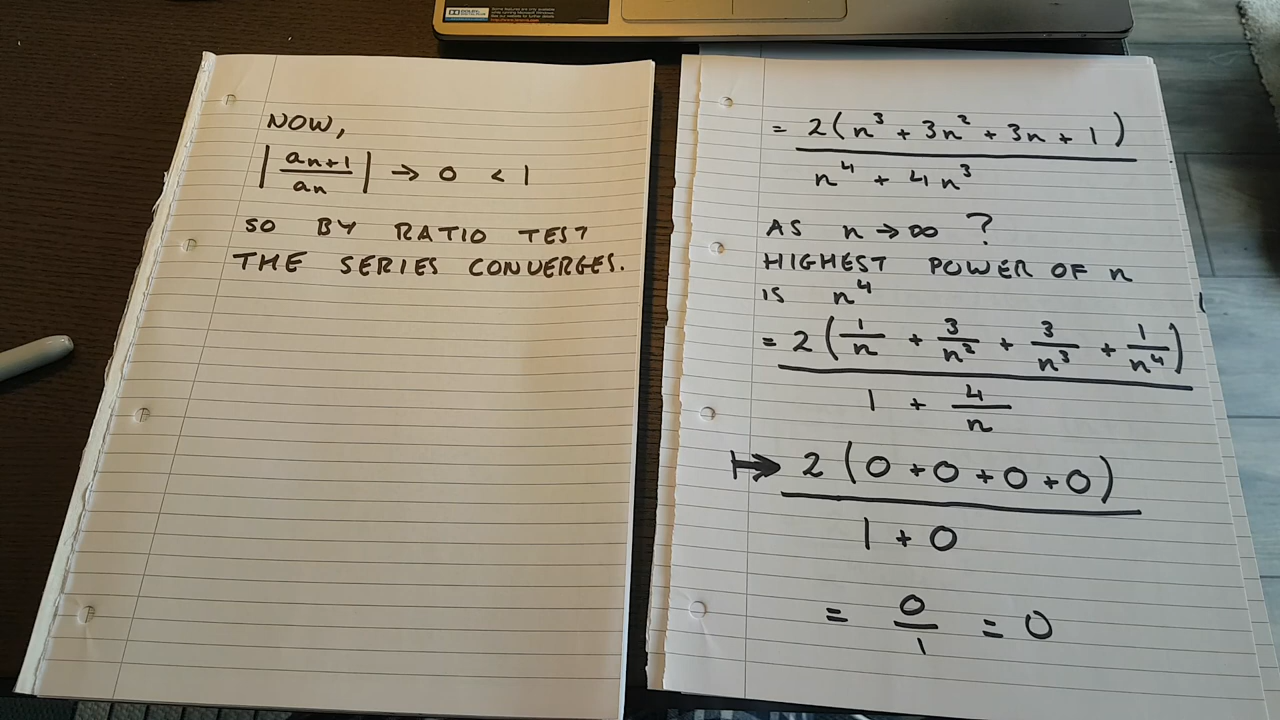 NOW,
|aₙ₊₁/aₙ| → 0 < 1
SO BY RATIO TEST
THE SERIES CONVERGES.
= 2(n³ + 3n² + 3n + 1)
n⁴ + 4n³
AS n → ∞ ?
HIGHEST POWER OF n
IS n⁴
= 2(1/n + 3/n² + 3/n³ + 1/n⁴)
1 + 4/n
↦ 2(0 + 0 + 0 + 0)
1 + 0
= 0/1 = 0